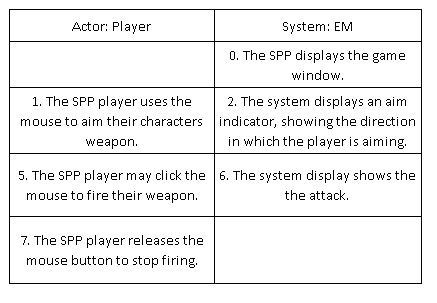 Actor: Player
System: EM
0. The SPP displays the game
window.
1. The SPP player uses the
mouse to aim their characters
weapon.
2. The system displays an aim
indicator, showing the direction
in which the player is aiming.
5. The SPP player may click the
mouse to fire their weapon.
6. The system display shows the
the attack.
7. The SPP player releases the
mouse button to stop firing.